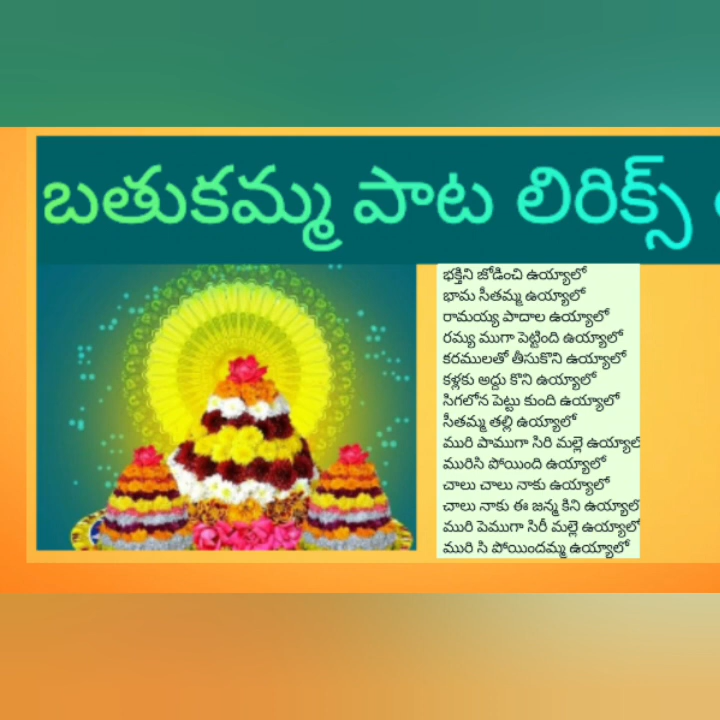 బతుకమ్మ పాట లిరిక్స్
భక్తిని జోడించి ఉయ్యాలో
భామ సీతమ్మ ఉయ్యాలో
రామయ్య పాదాల ఉయ్యాలో
రమ్య ముగా పెట్టింది ఉయ్యాలో
కరములతో తీసుకొని ఉయ్యాలో
కళ్లకు అద్దు కొని ఉయ్యాలో
సిగలోన పెట్టు కుంది ఉయ్యాలో
సీతమ్మ తల్లి ఉయ్యాలో
మురి పాముగా సిరి మల్లె ఉయ్యాల
మురిసి పోయింది ఉయ్యాలో
చాలు చాలు నాకు ఉయ్యాలో
చాలు నాకు ఈ జన్మ కిని ఉయ్యాల
మురి పెముగా సిరీ మల్లె ఉయ్యాలో
ముగి సి పోయిందమ్మ ఉయ్యాలో